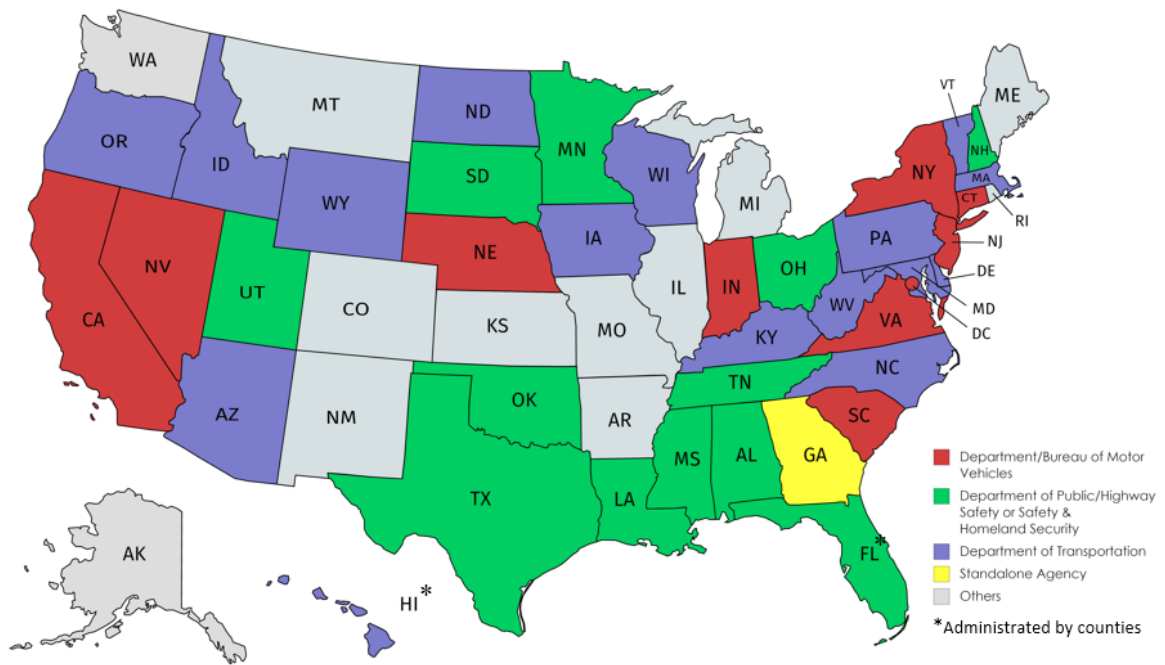 WA
MT
ND
MN
ME
VT
NH
OR
ID
SD
WI
NY
MA
CT
WY
MI
RI
NE
IA
PA
NJ
NV
UT
OH
DE
IN
IL
CO
WV
MD
CA
KS
MO
VA
DC
KY
NC
TN
AZ
NM
OK
AR
SC
MS
AL
GA
TX
LA
Department/Bureau of Motor
Vehicles
Department of Public/Highway
Safety or Safety &
Homeland Security
AK
FL*
Department of Transportation
Standalone Agency
HI*
Others
*Administrated by counties